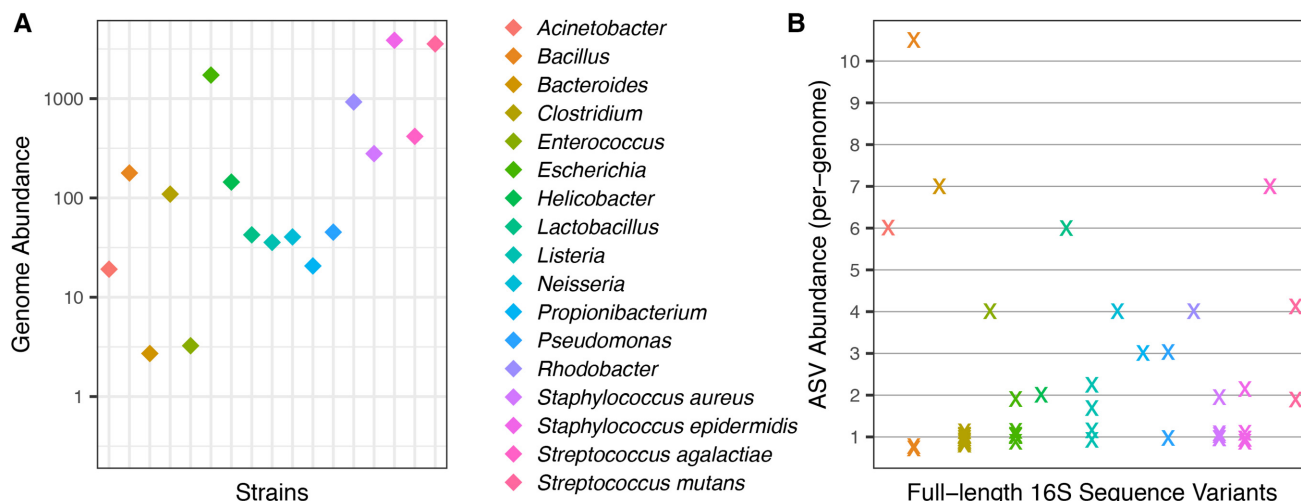 A
Genome Abundance
1000
100
10
1
Strains
Acinetobacter
Bacillus
Bacteroides
Clostridium
Enterococcus
Escherichia
Helicobacter
Lactobacillus
Listeria
Neisseria
Propionibacterium
Pseudomonas
Rhodobacter
Staphylococcus aureus
Staphylococcus epidermidis
Streptococcus agalactiae
Streptococcus mutans
B
ASV Abundance (per−genome)
10
9
8
7
6
5
4
3
2
1
Full−length 16S Sequence Variants